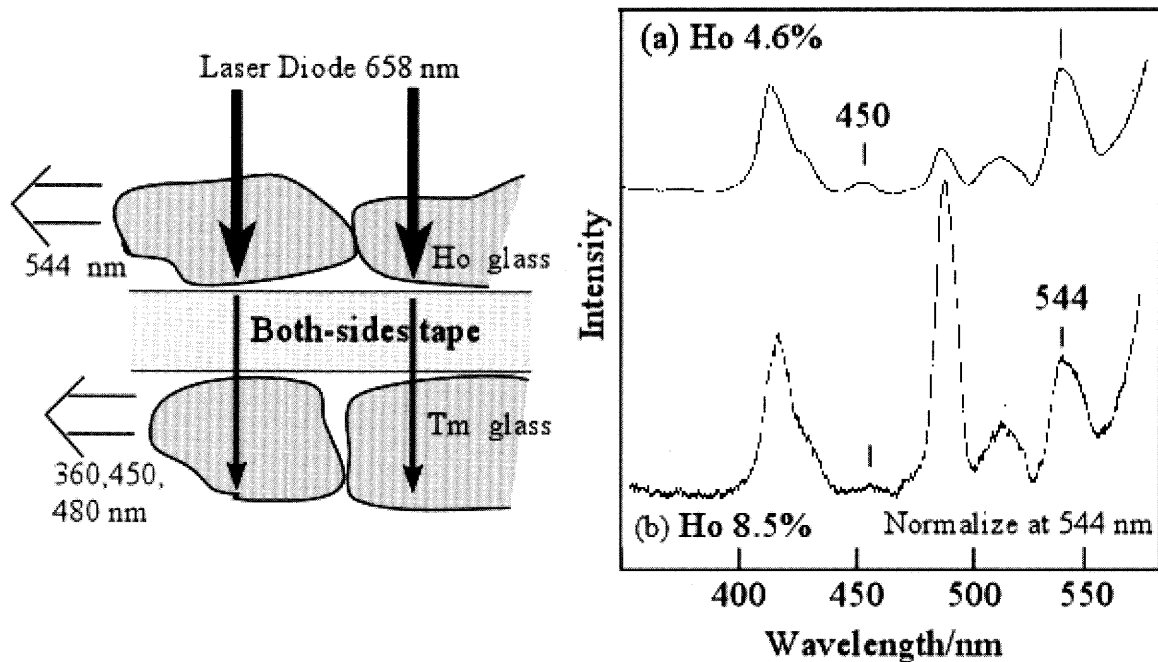 Laser Diode 658 nm
544 nm
Ho glass
Both-sides tape
Tm glass
360,450,
480 nm
(a) Ho 4.6%
450
544
(b) Ho 8.5%
Normalize at 544 nm
Intensity
400 450 500 550
Wavelength/nm